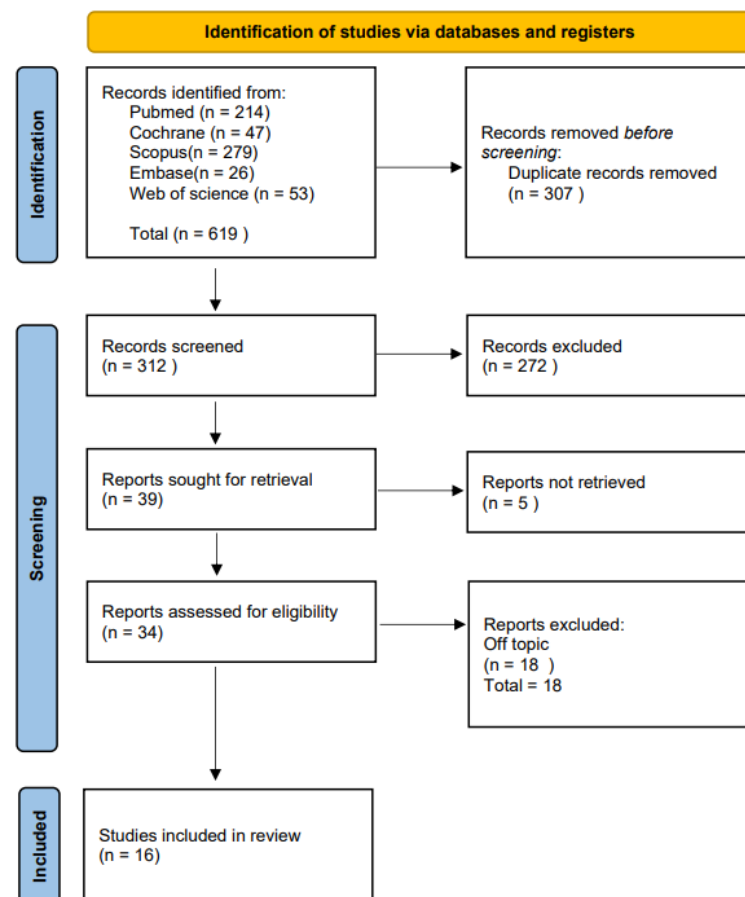 Identification of studies via databases and registers
Identification
Records identified from:
Pubmed (n = 214)
Cochrane (n = 47)
Scopus(n = 279)
Embase(n = 26)
Web of science (n = 53)
Total (n = 619 )
Records removed before
screening:
Duplicate records removed
(n = 307 )
Screening
Records screened
(n = 312 )
Records excluded
(n = 272 )
Reports sought for retrieval
(n = 39)
Reports not retrieved
(n = 5 )
Reports assessed for eligibility
(n = 34)
Reports excluded:
Off topic
(n = 18 )
Total = 18
Included
Studies included in review
(n = 16)